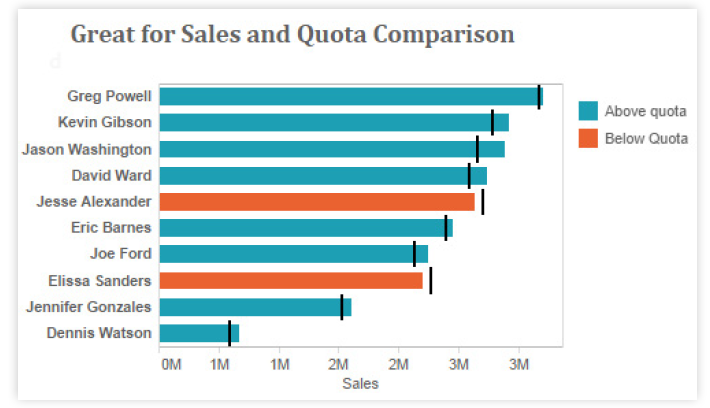 Great for Sales and Quota Comparison
d
Greg Powell
Kevin Gibson
Jason Washington
David Ward
Jesse Alexander
Eric Barnes
Joe Ford
Elissa Sanders
Jennifer Gonzales
Dennis Watson
Above quota
Below Quota
0M 1M 1M 2M 2M 3M 3M
Sales